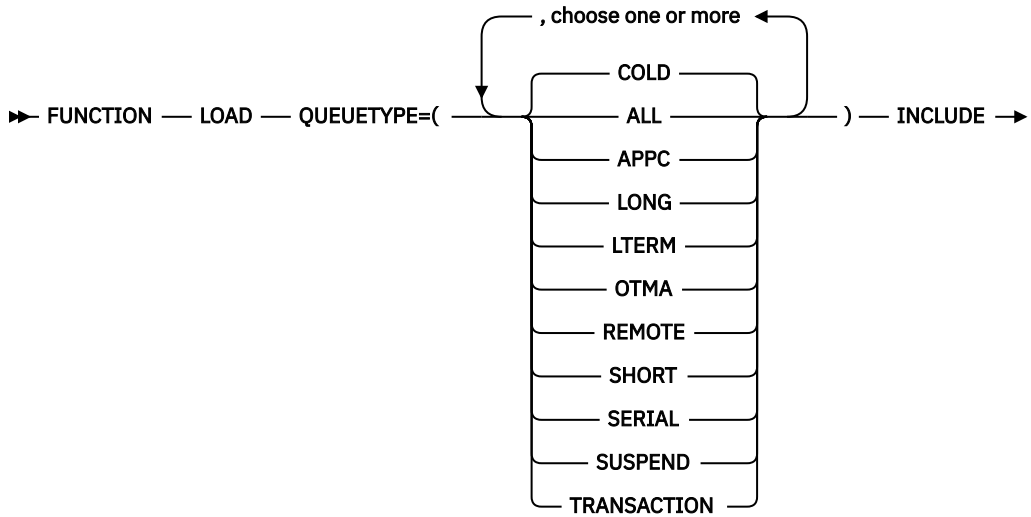 , choose one or more
COLD
FUNCTION LOAD QUEUETYPE=( ALL ) INCLUDE
APPC
LONG
LTERM
OTMA
REMOTE
SHORT
SERIAL
SUSPEND
TRANSACTION